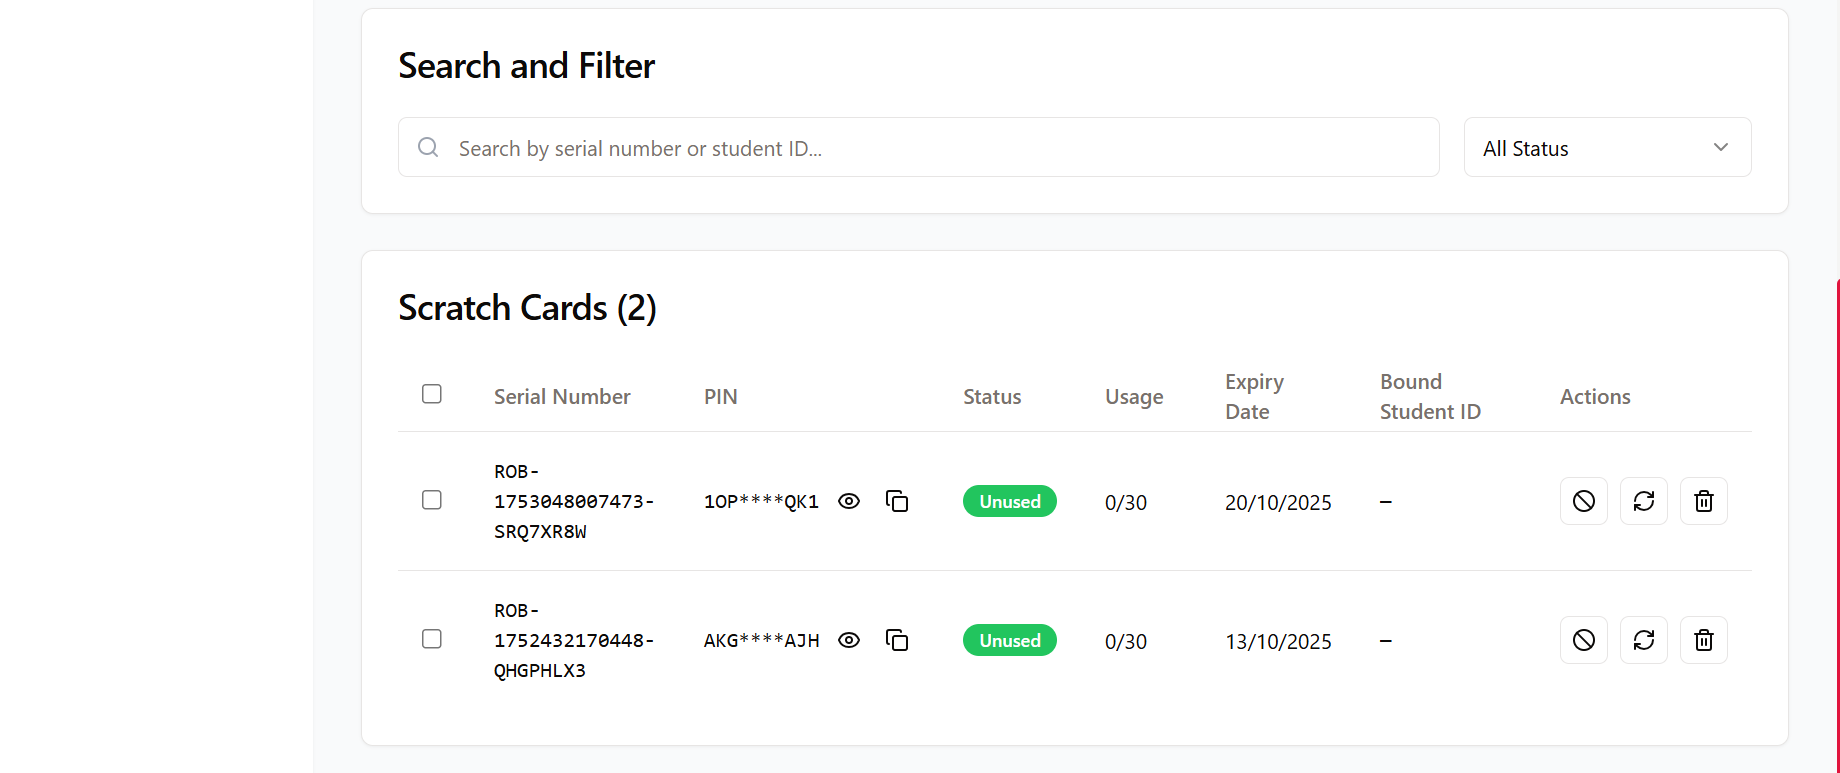 Search and Filter
Search by serial number or student ID...
All Status
Scratch Cards (2)
Serial Number PIN Status Usage Expiry Date Bound Student ID Actions
ROB-
1753048007473-
SRQ7XR8W
1OP****QK1 Unused 0/30 20/10/2025 –
ROB-
1752432170448-
QHGPHLX3
AKG****AJH Unused 0/30 13/10/2025 –